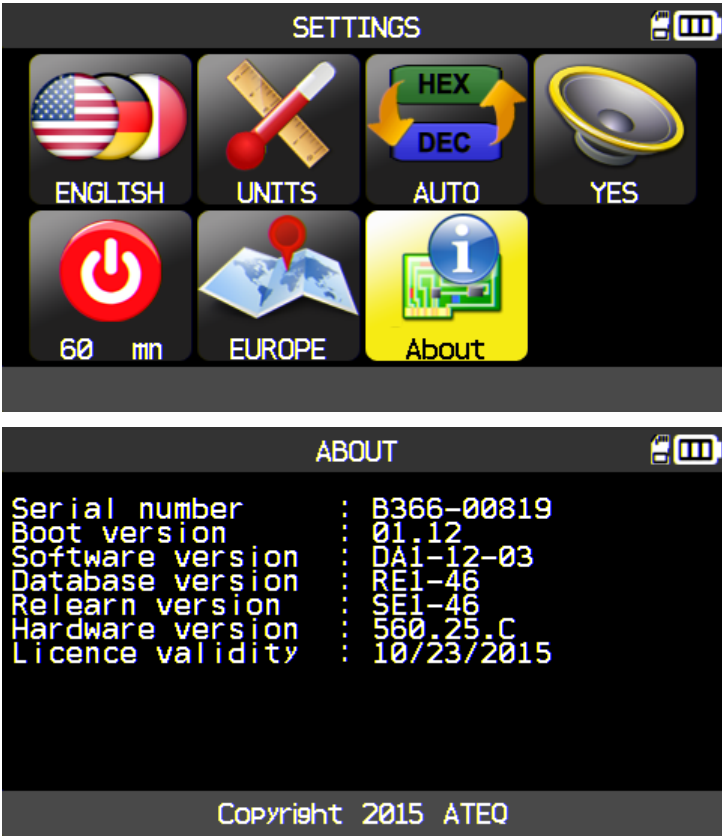 SETTINGS
HEX
DEC
ENGLISH UNITS AUTO YES
60 mn EUROPE About
ABOUT
Serial number : B366-00819
Boot version : 01.12
Software version : DA1-12-03
Database version : RE1-46
Relearn version : SE1-46
Hardware version : 560.25.C
Licence validity : 10/23/2015
Copyright 2015 ATEQ